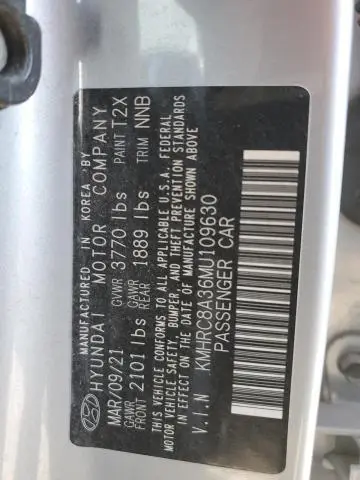 MANUFACTURED IN KOREA BY
HYUNDAI MOTOR COMPANY
MAR/09/21 GVWR 3770 lbs PAINT T2X
GAWR FRONT 2101 lbs GAWR REAR 1889 lbs TRIM NNB
THIS VEHICLE CONFORMS TO ALL APPLICABLE U.S.A. FEDERAL
MOTOR VEHICLE SAFETY, BUMPER, AND THEFT PREVENTION STANDARDS
IN EFFECT ON THE DATE OF MANUFACTURE SHOWN ABOVE
V.I.N KMHRC8A36MU109630
PASSENGER CAR